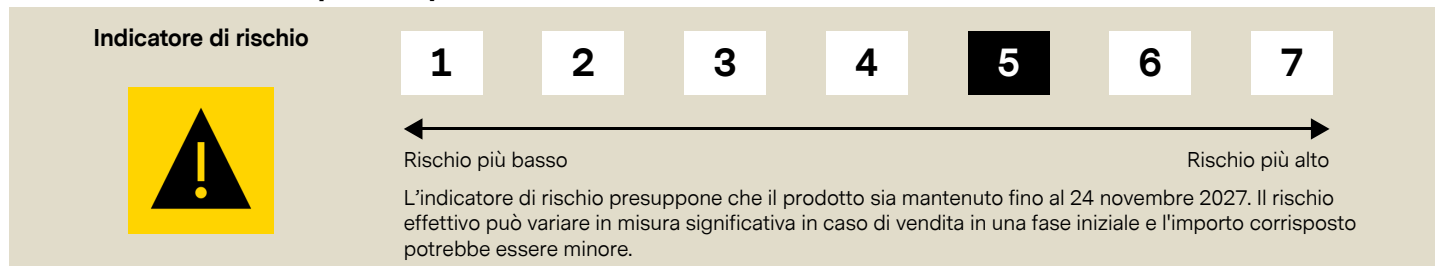 Indicatore di rischio
1 2 3 4 5 6 7
Rischio più basso Rischio più alto
L’indicatore di rischio presuppone che il prodotto sia mantenuto fino al 24 novembre 2027. Il rischio
effettivo può variare in misura significativa in caso di vendita in una fase iniziale e l'importo corrisposto
potrebbe essere minore.